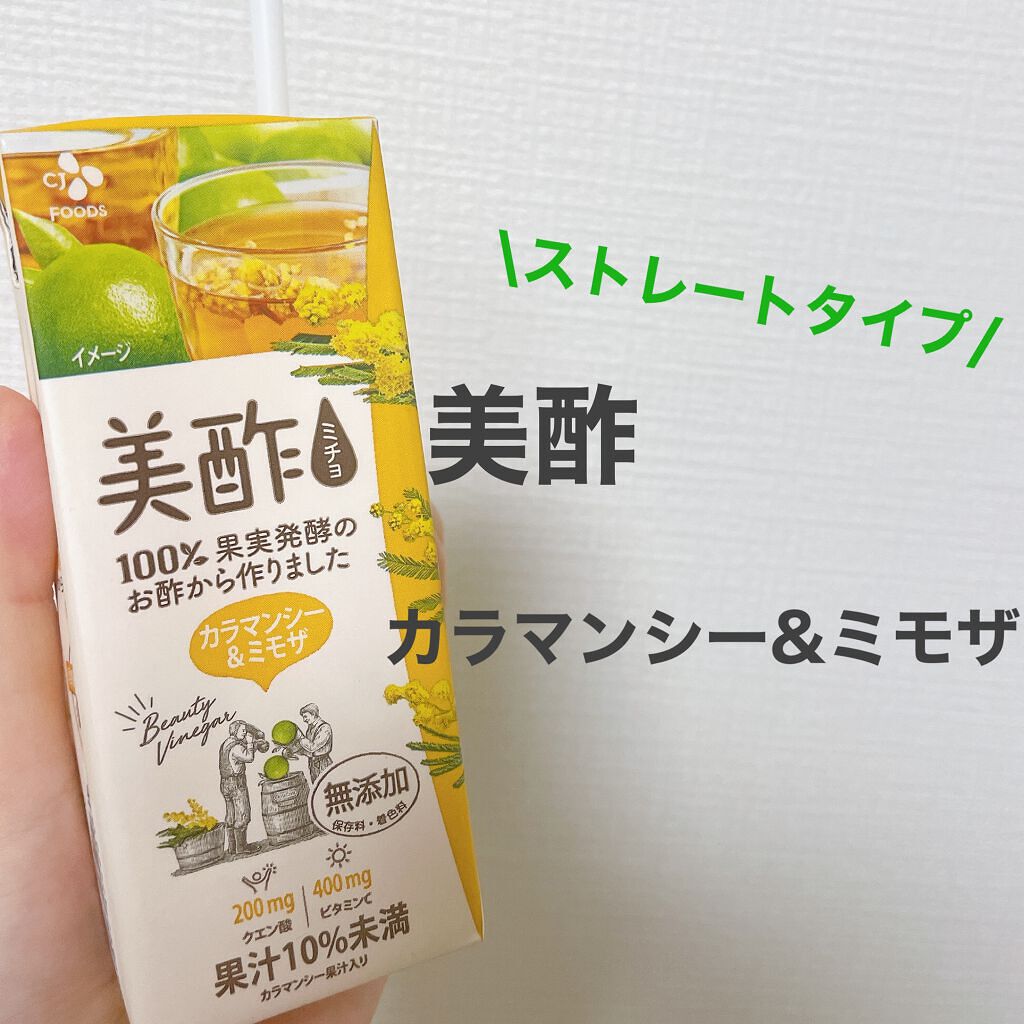 CJ
FOODS
イメージ
美酢
ミチョ
100% 果実発酵の
お酢から作りました
カラマンシー
&ミモザ
Beauty
Vinegar
無添加
保存料・着色料
200mg
クエン酸
400mg
ビタミンC
果汁10%未満
カラマンシー果汁入り
\ストレートタイプ/
美酢
カラマンシー&ミモザ